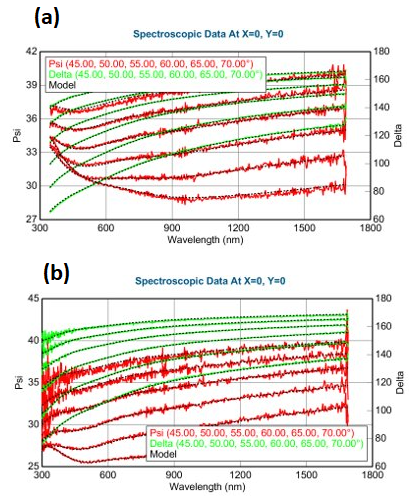 (a)
Spectroscopic Data At X=0, Y=0
Psi (45.00, 50.00, 55.00, 60.00, 65.00, 70.00°)
Delta (45.00, 50.00, 55.00, 60.00, 65.00, 70.00°)
Model
42
39
36
33
30
27
Psi
180
160
140
120
100
80
60
Delta
300
600
900
1200
1500
1800
Wavelength (nm)
(b)
Spectroscopic Data At X=0, Y=0
45
40
35
30
25
Psi
180
160
140
120
100
80
60
Delta
Psi (45.00, 50.00, 55.00, 60.00, 65.00, 70.00°)
Delta (45.00, 50.00, 55.00, 60.00, 65.00, 70.00°)
Model
300
600
900
1200
1500
1800
Wavelength (nm)